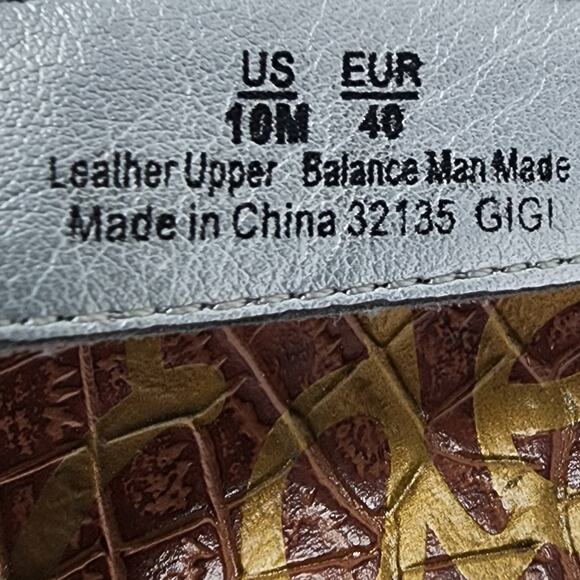 US EUR
10M 40
Leather Upper Balance Man Made
Made in China 32135 GIGI